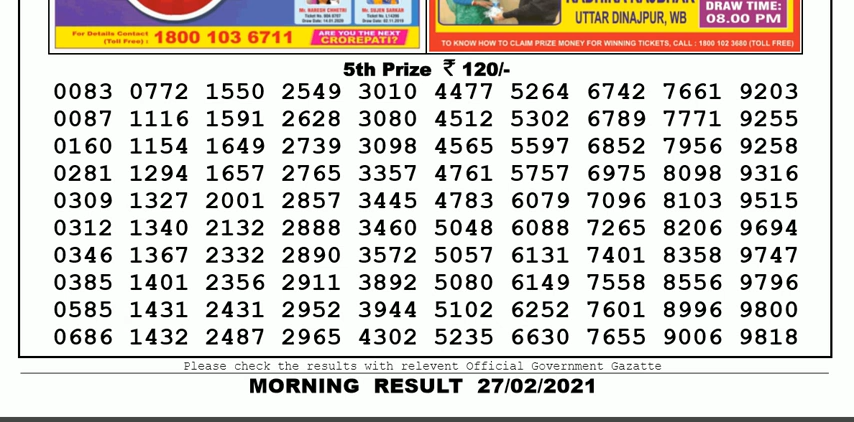 Mr. NARESH CHHETRI
Mr. SUJEN SARKAR
For Details Contact
(Toll Free) : 1800 103 6711
ARE YOU THE NEXT
CROREPATI?
UTTAR DINAJPUR, WB
DRAW TIME:
08.00 PM
TO KNOW HOW TO CLAIM PRIZE MONEY FOR WINNING TICKETS, CALL : 1800 102 3680 (TOLL FREE)
5th Prize ₹ 120/-
0083 0772 1550 2549 3010 4477 5264 6742 7661 9203
0087 1116 1591 2628 3080 4512 5302 6789 7771 9255
0160 1154 1649 2739 3098 4565 5597 6852 7956 9258
0281 1294 1657 2765 3357 4761 5757 6975 8098 9316
0309 1327 2001 2857 3445 4783 6079 7096 8103 9515
0312 1340 2132 2888 3460 5048 6088 7265 8206 9694
0346 1367 2332 2890 3572 5057 6131 7401 8358 9747
0385 1401 2356 2911 3892 5080 6149 7558 8556 9796
0585 1431 2431 2952 3944 5102 6252 7601 8996 9800
0686 1432 2487 2965 4302 5235 6630 7655 9006 9818
Please check the results with relevent Official Government Gazatte
MORNING RESULT 27/02/2021